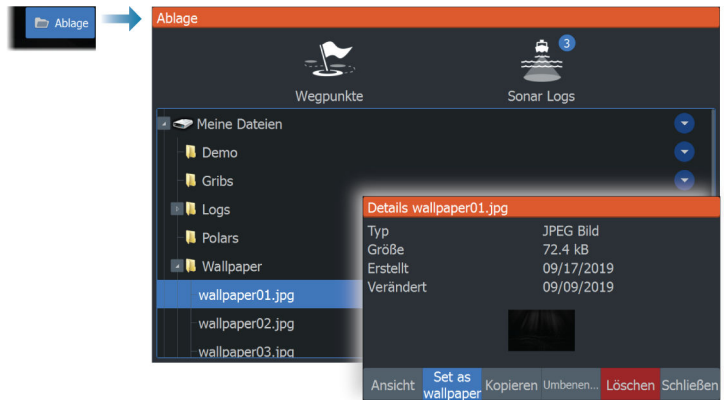 Ablage
Ablage
3
Wegpunkte
Sonar Logs
Meine Dateien
Demo
Gribs
Logs
Polars
Wallpaper
wallpaper01.jpg
wallpaper02.jpg
wallpaper03.jpg
Details wallpaper01.jpg
Typ JPEG Bild
Größe 72.4 kB
Erstellt 09/17/2019
Verändert 09/09/2019
Ansicht
Set as
wallpaper
Kopieren
Umbenen...
Löschen
Schließen